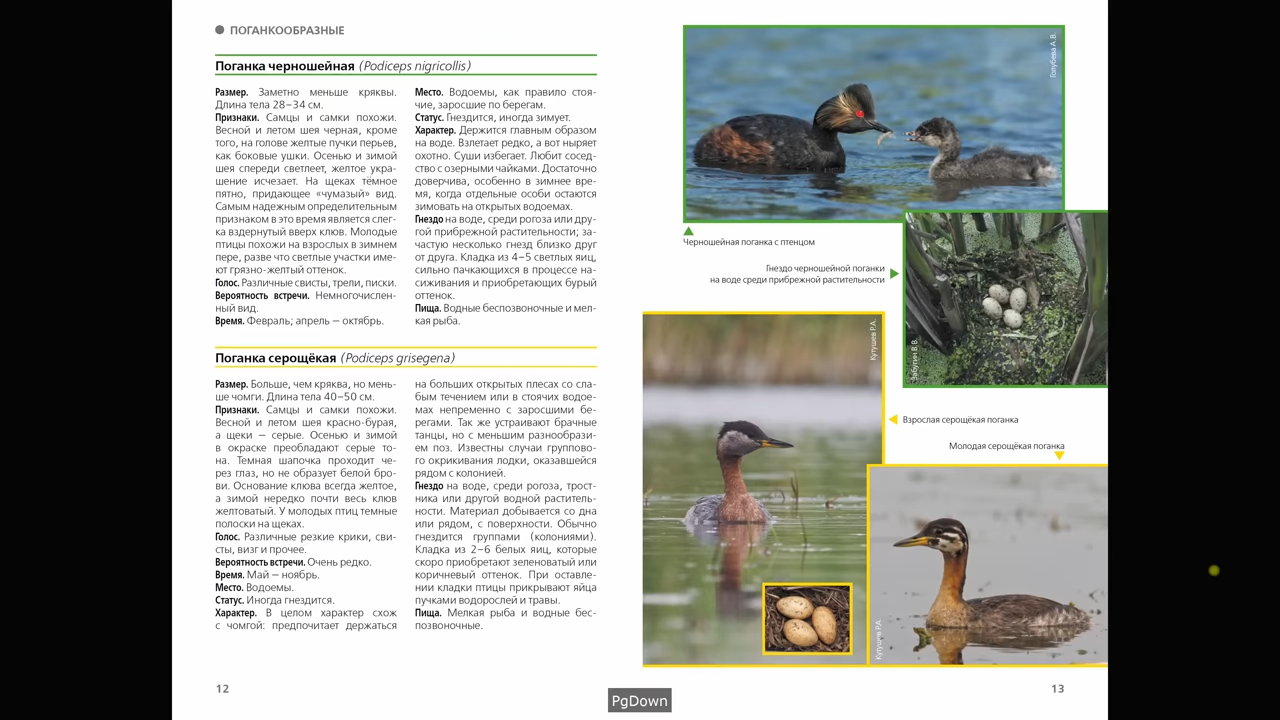 ПОГАНКООБРАЗНЫЕ
Поганка черношейная (Podiceps nigricollis)
Размер. Заметно меньше кряквы.
Длина тела 28–34 см.
Признаки. Самцы и самки похожи.
Весной и летом шея черная, кроме
того, на голове желтые пучки перьев,
как боковые ушки. Осенью и зимой
шея спереди светлеет, желтое укра-
шение исчезает. На щеках тёмное
пятно, придающее «чумазый» вид.
Самым надежным определительным
признаком в это время является слег-
ка вздернутый вверх клюв. Молодые
птицы похожи на взрослых в зимнем
пере, разве что светлые участки име-
ют грязно-желтый оттенок.
Голос. Различные свисты, трели, писки.
Вероятность встречи. Немногочислен-
ный вид.
Время. Февраль; апрель — октябрь.
Место. Водоемы, как правило стоя-
чие, заросшие по берегам.
Статус. Гнездится, иногда зимует.
Характер. Держится главным образом
на воде. Взлетает редко, а вот ныряет
охотно. Суши избегает. Любит сосед-
ство с озерными чайками. Достаточно
доверчива, особенно в зимнее вре-
мя, когда отдельные особи остаются
зимовать на открытых водоемах.
Гнездо на воде, среди рогоза или дру-
гой прибрежной растительности; за-
частую несколько гнезд близко друг
от друга. Кладка из 4–5 светлых яиц,
сильно пачкающихся в процессе на-
сиживания и приобретающих бурый
оттенок.
Пища. Водные беспозвоночные и мел-
кая рыба.
Поганка серощёкая (Podiceps grisegena)
Размер. Больше, чем кряква, но мень-
ше чомги. Длина тела 40–50 см.
Признаки. Самцы и самки похожи.
Весной и летом шея красно-бурая,
а щеки — серые. Осенью и зимой
в окраске преобладают серые то-
на. Темная шапочка проходит че-
рез глаз, но не образует белой бро-
ви. Основание клюва всегда желтое,
а зимой нередко почти весь клюв
желтоватый. У молодых птиц темные
полоски на щеках.
Голос. Различные резкие крики, сви-
сты, визг и прочее.
Вероятность встречи. Очень редко.
Время. Май — ноябрь.
Место. Водоемы.
Статус. Иногда гнездится.
Характер. В целом характер схож
с чомгой: предпочитает держаться
на больших открытых плесах со сла-
бым течением или в стоячих водое-
мах непременно с заросшими бе-
регами. Так же устраивают брачные
танцы, но с меньшим разнообрази-
ем поз. Известны случаи группово-
го окрикивания лодки, оказавшейся
рядом с колонией.
Гнездо на воде, среди рогоза, трост-
ника или другой водной раститель-
ности. Материал добывается со дна
или рядом, с поверхности. Обычно
гнездится группами (колониями).
Кладка из 2–6 белых яиц, которые
скоро приобретают зеленоватый или
коричневый оттенок. При оставле-
нии кладки птицы прикрывают яйца
пучками водорослей и травы.
Пища. Мелкая рыба и водные бес-
позвоночные.
12
Голубева А.В.
Черношейная поганка с птенцом
Гнездо черношейной поганки
на воде среди прибрежной растительности
Забугин В.В.
Кутушев Р.А.
Взрослая серощёкая поганка
Молодая серощёкая поганка
Кутушев Р.А.
13
PgDown